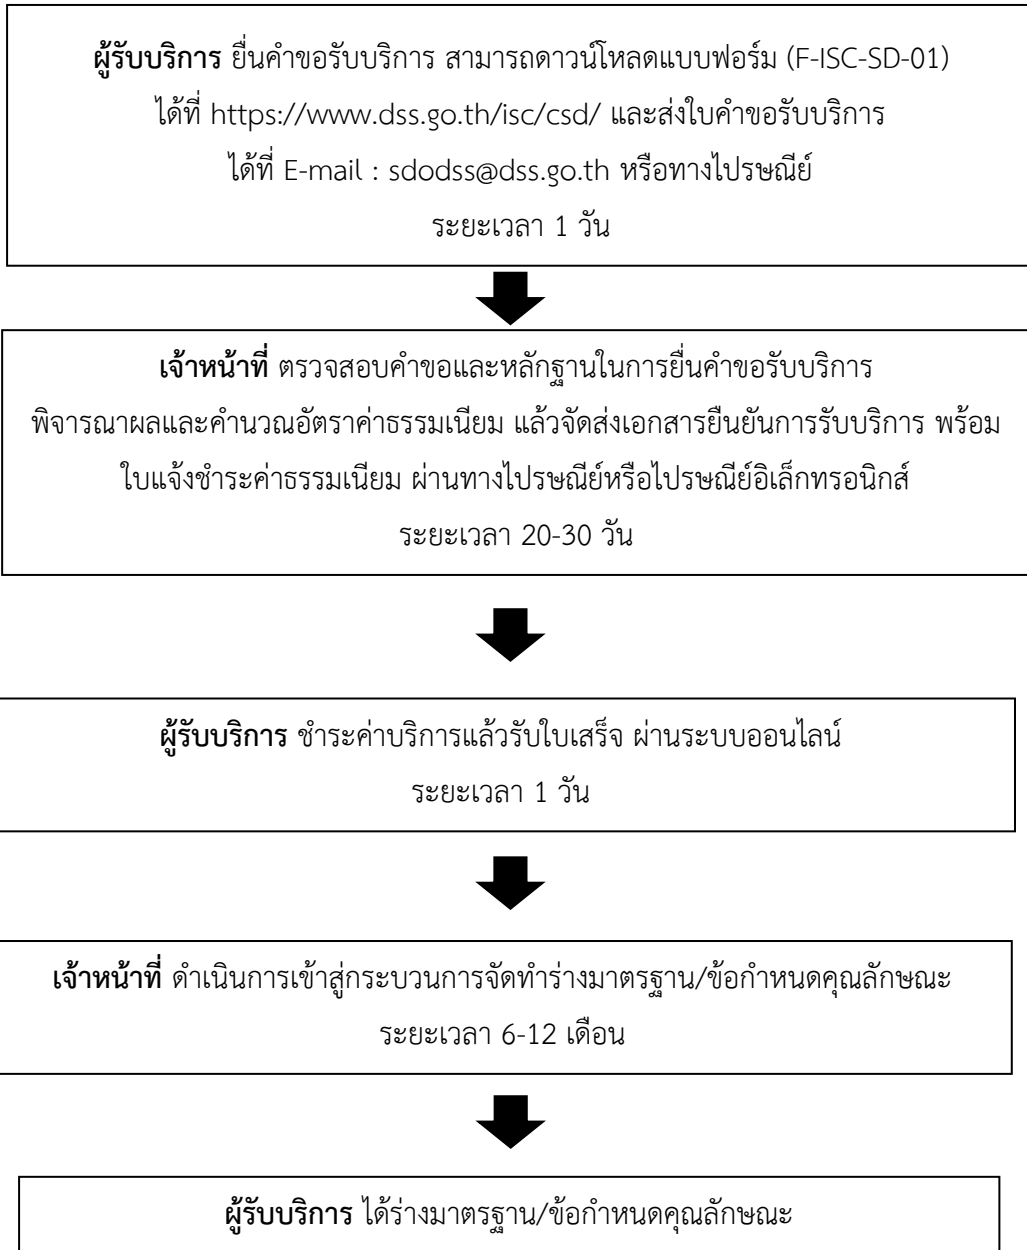 ผู้รับบริการ ยื่นคำขอรับบริการ สามารถดาวน์โหลดแบบฟอร์ม (F-ISC-SD-01)
ได้ที่ https://www.dss.go.th/isc/csd/ และส่งใบคำขอรับบริการ
ได้ที่ E-mail : sdodss@dss.go.th หรือทางไปรษณีย์
ระยะเวลา 1 วัน
เจ้าหน้าที่ ตรวจสอบคำขอและหลักฐานในการยื่นคำขอรับบริการ
พิจารณาผลและคำนวณอัตราค่าธรรมเนียม แล้วจัดส่งเอกสารยืนยันการรับบริการ พร้อม
ใบแจ้งชำระค่าธรรมเนียม ผ่านทางไปรษณีย์หรือไปรษณีย์อิเล็กทรอนิกส์
ระยะเวลา 20-30 วัน
ผู้รับบริการ ชำระค่าบริการแล้วรับใบเสร็จ ผ่านระบบออนไลน์
ระยะเวลา 1 วัน
เจ้าหน้าที่ ดำเนินการเข้าสู่กระบวนการจัดทำร่างมาตรฐาน/ข้อกำหนดคุณลักษณะ
ระยะเวลา 6-12 เดือน
ผู้รับบริการ ได้ร่างมาตรฐาน/ข้อกำหนดคุณลักษณะ